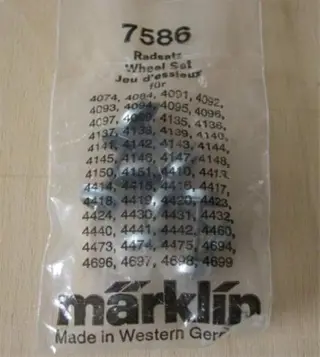 7586
Radsatz
Wheel Set
Jeu d'essieux
für
4074, 4084, 4091, 4092,
4093, 4094, 4095, 4096,
4097, 4099, 4135, 4136,
4137, 4138, 4139, 4140,
4141, 4142, 4143, 4144,
4145, 4146, 4147, 4148,
4150, 4151, 4410, 4413,
4414, 4415, 4416, 4417,
4418, 4419, 4420, 4423,
4424, 4430, 4431, 4432,
4440, 4441, 4442, 4460,
4473, 4474, 4475, 4694,
4696, 4697, 4698, 4699
märklin
Made in Western Ger